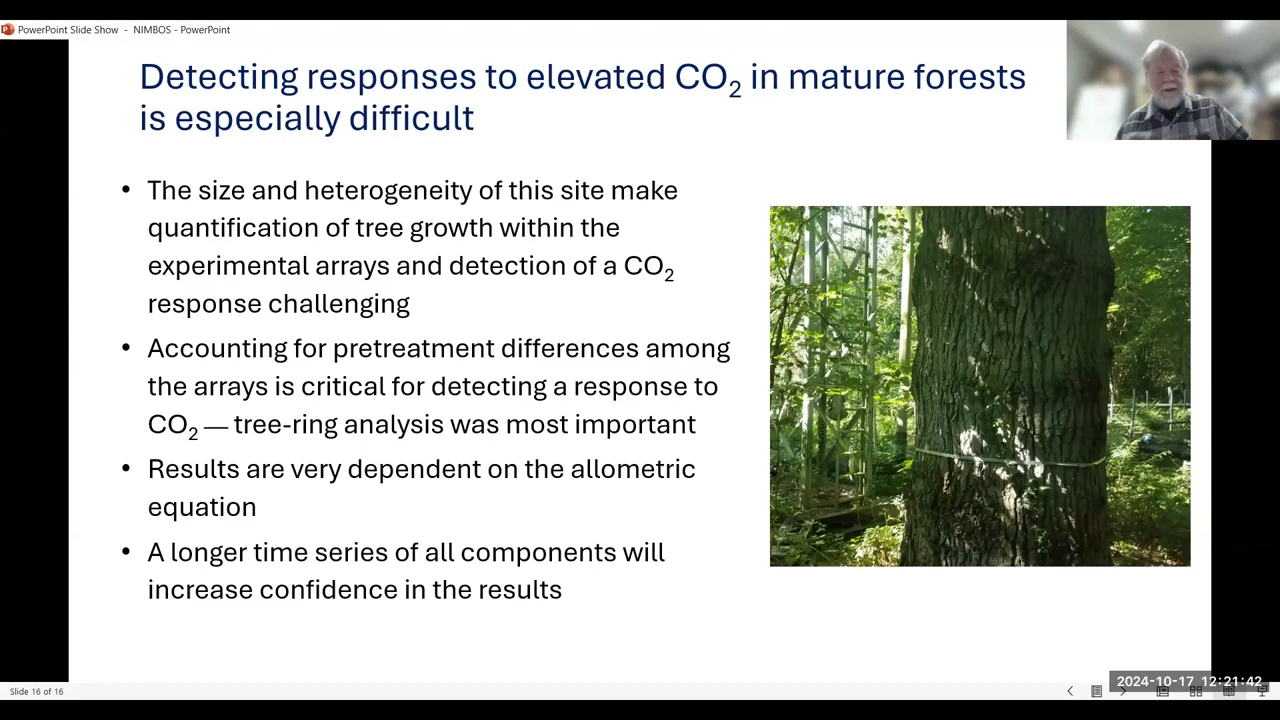 PowerPoint Slide Show - NIMBOS - PowerPoint
Detecting responses to elevated CO₂ in mature forests
is especially difficult
• The size and heterogeneity of this site make
quantification of tree growth within the
experimental arrays and detection of a CO₂
response challenging
• Accounting for pretreatment differences among
the arrays is critical for detecting a response to
CO₂ — tree-ring analysis was most important
• Results are very dependent on the allometric
equation
• A longer time series of all components will
increase confidence in the results
Slide 16 of 16
2024-10-17 12:21:42